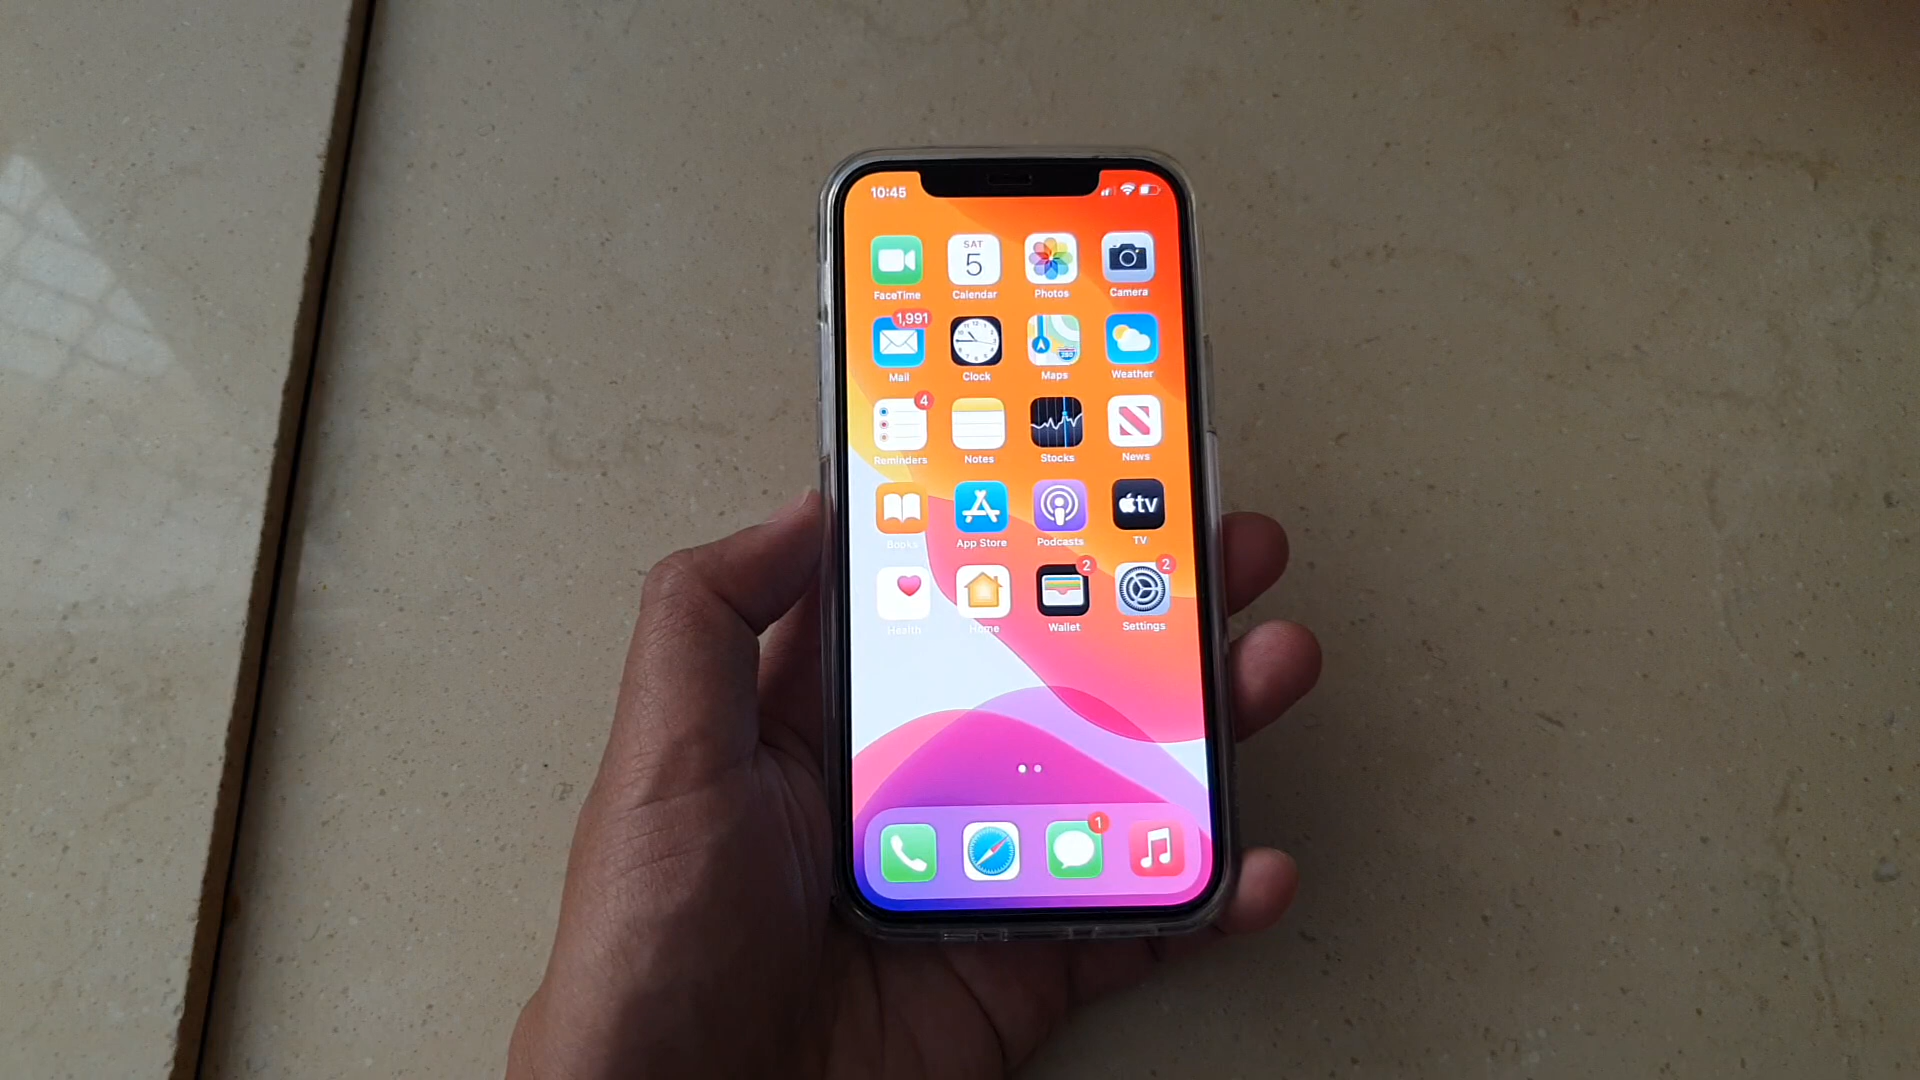 10:45
SAT
5
FaceTime Calendar Photos Camera
1,991
280
Mail Clock Maps Weather
4
Reminders Notes Stocks News
tv
Books App Store Podcasts TV
2 2
Health Home Wallet Settings
1